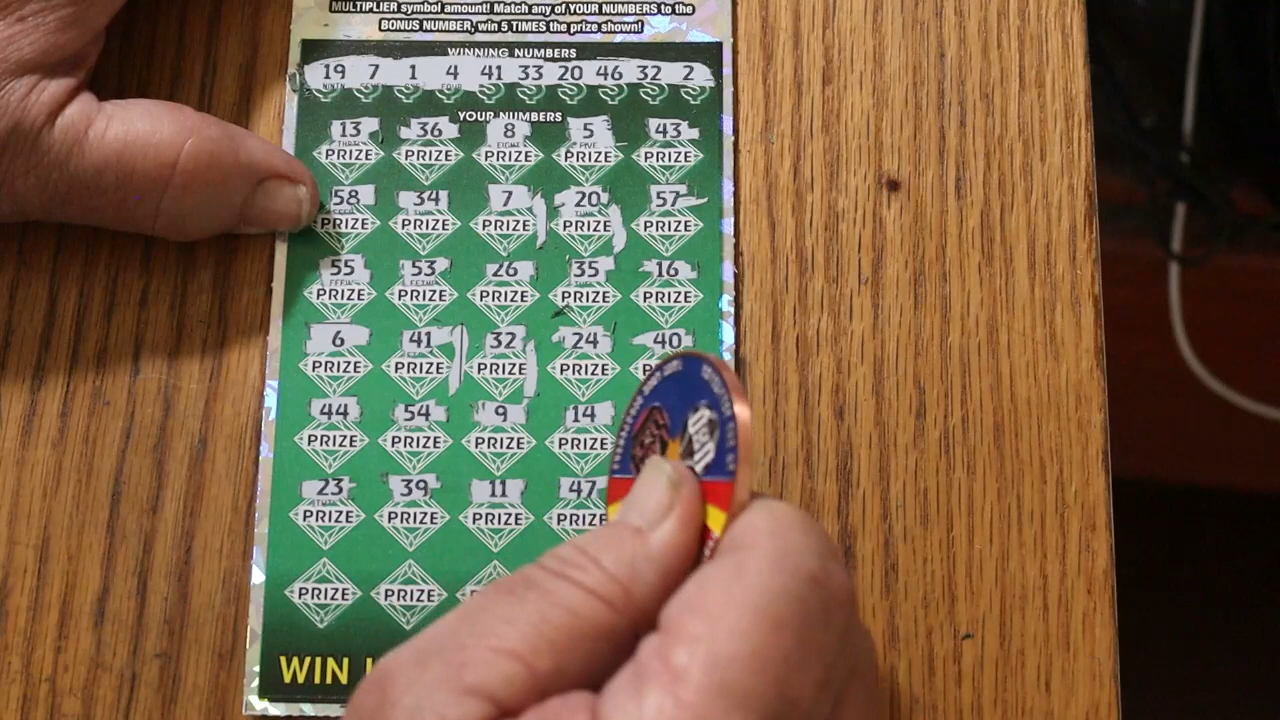 MULTIPLIER symbol amount! Match any of YOUR NUMBERS to the
BONUS NUMBER, win 5 TIMES the prize shown!
WINNING NUMBERS
19 7 1 4 41 33 20 46 32 2
YOUR NUMBERS
13 36 8 5 43
EIGHT FIVE
PRIZE PRIZE PRIZE PRIZE PRIZE
58 34 7 20 57
PRIZE PRIZE PRIZE PRIZE PRIZE
55 53 26 35 16
PRIZE PRIZE PRIZE PRIZE PRIZE
6 41 32 24 40
PRIZE PRIZE PRIZE PRIZE
44 54 9 14
PRIZE PRIZE PRIZE PRIZE
23 39 11 47
PRIZE PRIZE PRIZE PRIZE
PRIZE PRIZE
WIN